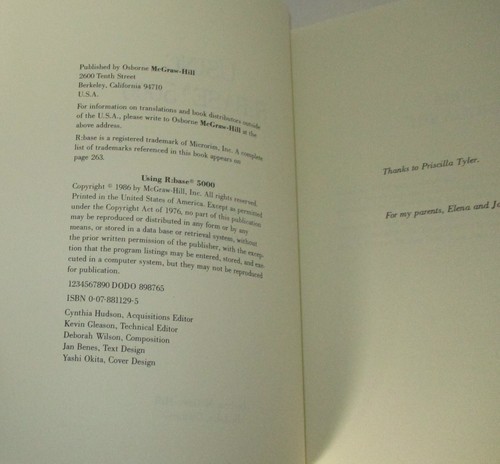 Published by Osborne McGraw-Hill
2600 Tenth Street
Berkeley, California 94710
U.S.A.
For information on translations and book distributors outside
of the U.S.A., please write to Osborne McGraw-Hill at the
above address.
R:base is a registered trademark of Microrim, Inc. A complete
list of trademarks referenced in this book appears on
page 263.
Using R:base® 5000
Copyright © 1986 by McGraw-Hill, Inc. All rights reserved.
Printed in the United States of America. Except as permitted
under the Copyright Act of 1976, no part of this publication
may be reproduced or distributed in any form or by any
means, or stored in a data base or retrieval system, without
the prior written permission of the publisher, with the excep-
tion that the program listings may be entered, stored, and exe-
cuted in a computer system, but they may not be reproduced
for publication.
1234567890 DODO 898765
ISBN 0-07-881129-5
Cynthia Hudson, Acquisitions Editor
Kevin Gleason, Technical Editor
Deborah Wilson, Composition
Jan Benes, Text Design
Yashi Okita, Cover Design
Thanks to Priscilla Tyler.
For my parents, Elena and